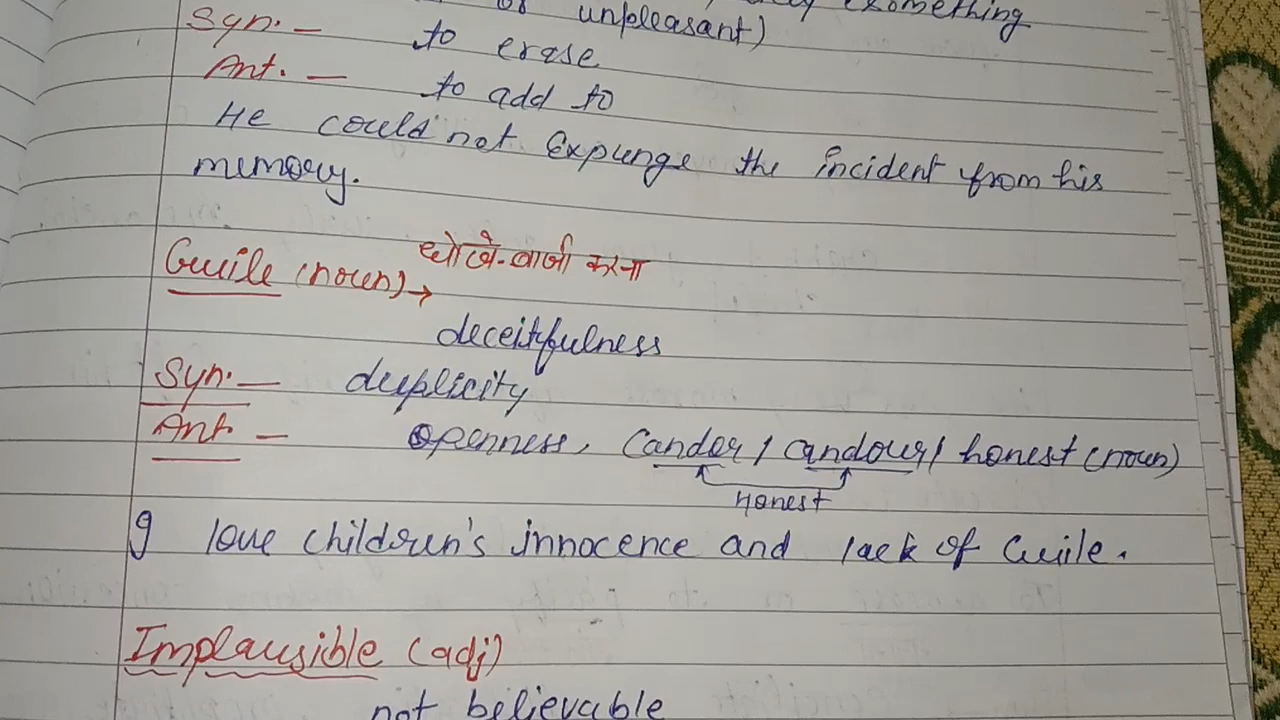 (something
unpleasant)
Syn. — to erase
Ant. — to add to
He could not Expunge the incident from his
memory.
Guile (noun) → धोखे-बाजी करना
deceitfulness
Syn. — duplicity
Ant. — openness, Candor / candour / honest (noun)
Honest
I love children's innocence and lack of Guile.
Implausible (adj)
not believable